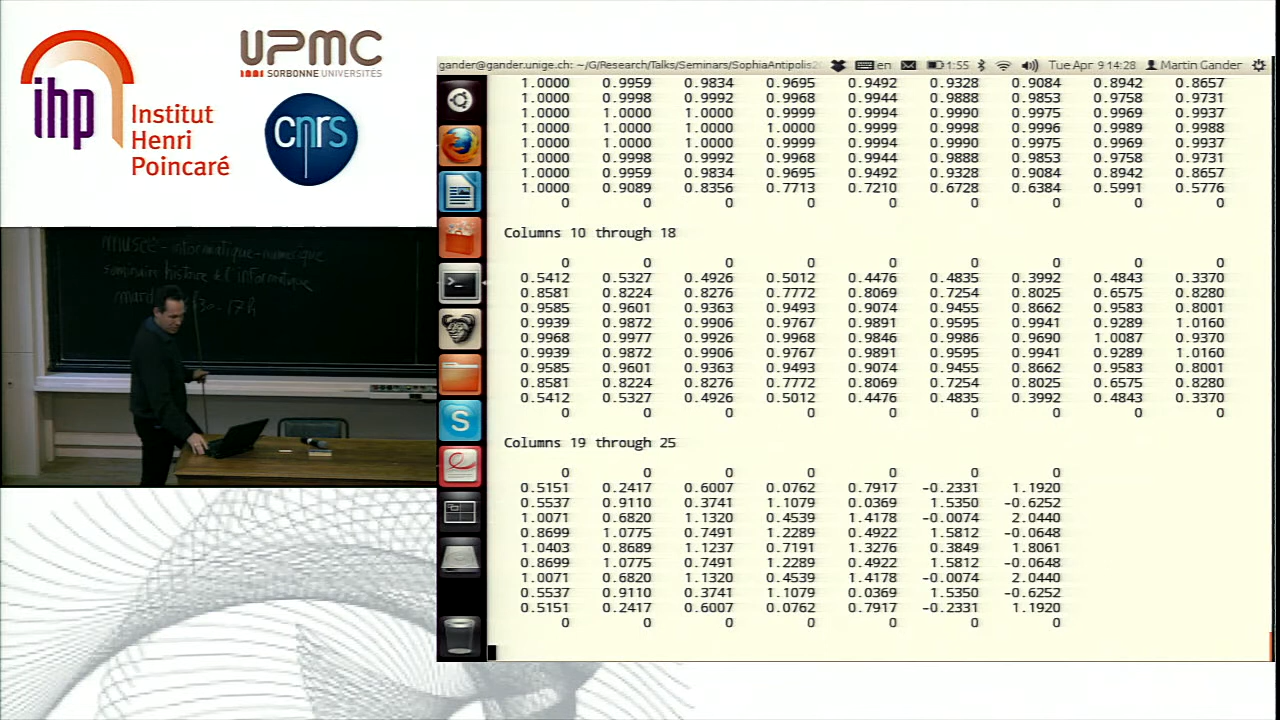 ihp
Institut
Henri
Poincaré
UPMC
SORBONNE UNIVERSITÉS
cnrs
musée-informatique-numérique
séminaire histoire de l'informatique
17h
gander@gander.unige.ch: ~/G/Research/Talks/Seminars/SophiaAntipolis
en
1:55
Tue Apr 9 14:28
Martin Gander
1.0000 0.9959 0.9834 0.9695 0.9492 0.9328 0.9084 0.8942 0.8657
1.0000 0.9998 0.9992 0.9968 0.9944 0.9888 0.9853 0.9758 0.9731
1.0000 1.0000 1.0000 0.9999 0.9994 0.9990 0.9975 0.9969 0.9937
1.0000 1.0000 1.0000 1.0000 0.9999 0.9998 0.9996 0.9989 0.9988
1.0000 1.0000 1.0000 0.9999 0.9994 0.9990 0.9975 0.9969 0.9937
1.0000 0.9998 0.9992 0.9968 0.9944 0.9888 0.9853 0.9758 0.9731
1.0000 0.9959 0.9834 0.9695 0.9492 0.9328 0.9084 0.8942 0.8657
1.0000 0.9089 0.8356 0.7713 0.7210 0.6728 0.6384 0.5991 0.5776
0 0 0 0 0 0 0 0 0
Columns 10 through 18
0 0 0 0 0 0 0 0 0
0.5412 0.5327 0.4926 0.5012 0.4476 0.4835 0.3992 0.4843 0.3370
0.8581 0.8224 0.8276 0.7772 0.8069 0.7254 0.8025 0.6575 0.8280
0.9585 0.9601 0.9363 0.9493 0.9074 0.9455 0.8662 0.9583 0.8001
0.9939 0.9872 0.9906 0.9767 0.9891 0.9595 0.9941 0.9289 1.0160
0.9968 0.9977 0.9926 0.9968 0.9846 0.9986 0.9690 1.0087 0.9370
0.9939 0.9872 0.9906 0.9767 0.9891 0.9595 0.9941 0.9289 1.0160
0.9585 0.9601 0.9363 0.9493 0.9074 0.9455 0.8662 0.9583 0.8001
0.8581 0.8224 0.8276 0.7772 0.8069 0.7254 0.8025 0.6575 0.8280
0.5412 0.5327 0.4926 0.5012 0.4476 0.4835 0.3992 0.4843 0.3370
0 0 0 0 0 0 0 0 0
Columns 19 through 25
0 0 0 0 0 0 0
0.5151 0.2417 0.6007 0.0762 0.7917 -0.2331 1.1920
0.5537 0.9110 0.3741 1.1079 0.0369 1.5350 -0.6252
1.0071 0.6820 1.1320 0.4539 1.4178 -0.0074 2.0440
0.8699 1.0775 0.7491 1.2289 0.4922 1.5812 -0.0648
1.0403 0.8689 1.1237 0.7191 1.3276 0.3849 1.8061
0.8699 1.0775 0.7491 1.2289 0.4922 1.5812 -0.0648
1.0071 0.6820 1.1320 0.4539 1.4178 -0.0074 2.0440
0.5537 0.9110 0.3741 1.1079 0.0369 1.5350 -0.6252
0.5151 0.2417 0.6007 0.0762 0.7917 -0.2331 1.1920
0 0 0 0 0 0 0